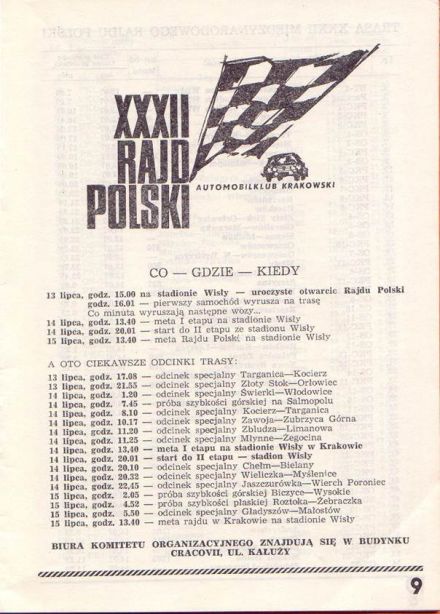 XXXII
RAJD
POLSKI
AUTOMOBILKLUB KRAKOWSKI
CO — GDZIE — KIEDY
13 lipca, godz. 15.00 na stadionie Wisły — uroczyste otwarcie Rajdu Polski
godz. 16.01 — pierwszy samochód wyrusza na trasę
Co minuta wyruszają następne wozy...
14 lipca, godz. 13.40 — meta I etapu na stadionie Wisły
14 lipca, godz. 20.01 — start do II etapu ze stadionu Wisły
15 lipca, godz. 13.40 — meta Rajdu Polski na stadionie Wisły
A OTO CIEKAWSZE ODCINKI TRASY:
13 lipca, godz. 17.08 — odcinek specjalny Targanica—Kocierz
13 lipca, godz. 21.55 — odcinek specjalny Złoty Stok—Orłowiec
14 lipca, godz. 1.20 — odcinek specjalny Świerki—Włodowice
14 lipca, godz. 7.45 — próba szybkości górskiej na Salmopolu
14 lipca, godz. 8.10 — odcinek specjalny Kocierz—Targanica
14 lipca, godz. 10.17 — odcinek specjalny Zawoja—Zubrzyca Górna
14 lipca, godz. 11.20 — odcinek specjalny Zbludza—Limanowa
14 lipca, godz. 11.25 — odcinek specjalny Młynne—Żegocina
14 lipca, godz. 13.40 — meta I etapu na stadionie Wisły w Krakowie
14 lipca, godz. 20.01 — start do II etapu — stadion Wisły
14 lipca, godz. 20.10 — odcinek specjalny Chełm—Bielany
14 lipca, godz. 20.32 — odcinek specjalny Wieliczka—Myślenice
14 lipca, godz. 22.45 — odcinek specjalny Jaszczurówka—Wierch Poroniec
15 lipca, godz. 2.05 — próba szybkości górskiej Biczyce—Wysokie
15 lipca, godz. 4.52 — próba szybkości płaskiej Roztoka—Zebraczka
15 lipca, godz. 5.50 — odcinek specjalny Gładyszów—Małostów
15 lipca, godz. 13.40 — meta rajdu w Krakowie na stadionie Wisły
BIURA KOMITETU ORGANIZACYJNEGO ZNAJDUJĄ SIĘ W BUDYNKU
CRACOVII, UL. KAŁUŻY
9